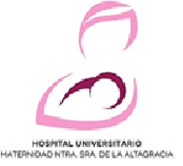 HOSPITAL UNIVERSITARIO
MATERNIDAD NTRA. SRA. DE LA ALTAGRACIA